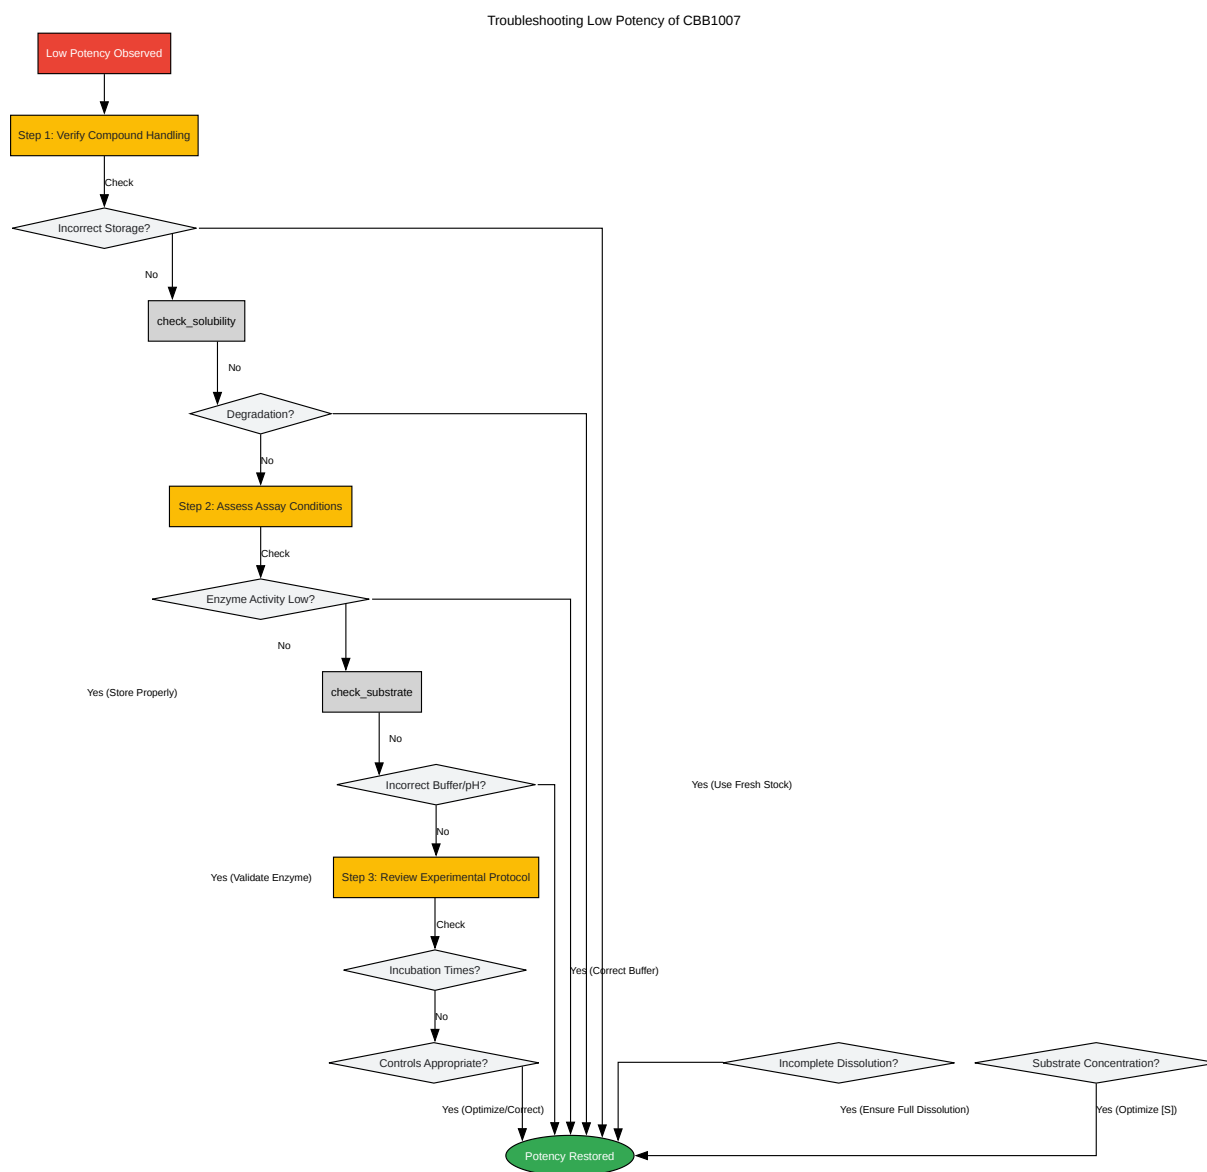 Troubleshooting Low Potency of CBB1007
Low Potency Observed
Step 1: Verify Compound Handling
Check
Incorrect Storage?
No
check_solubility
No
Degradation?
No
Step 2: Assess Assay Conditions
Check
Enzyme Activity Low?
No
check_substrate
Yes (Store Properly)
No
Incorrect Buffer/pH?
Yes (Use Fresh Stock)
No
Yes (Validate Enzyme)
Step 3: Review Experimental Protocol
Check
Incubation Times?
Yes (Correct Buffer)
No
Controls Appropriate?
Incomplete Dissolution?
Substrate Concentration?
Yes (Optimize/Correct)
Yes (Ensure Full Dissolution)
Yes (Optimize [S])
Potency Restored